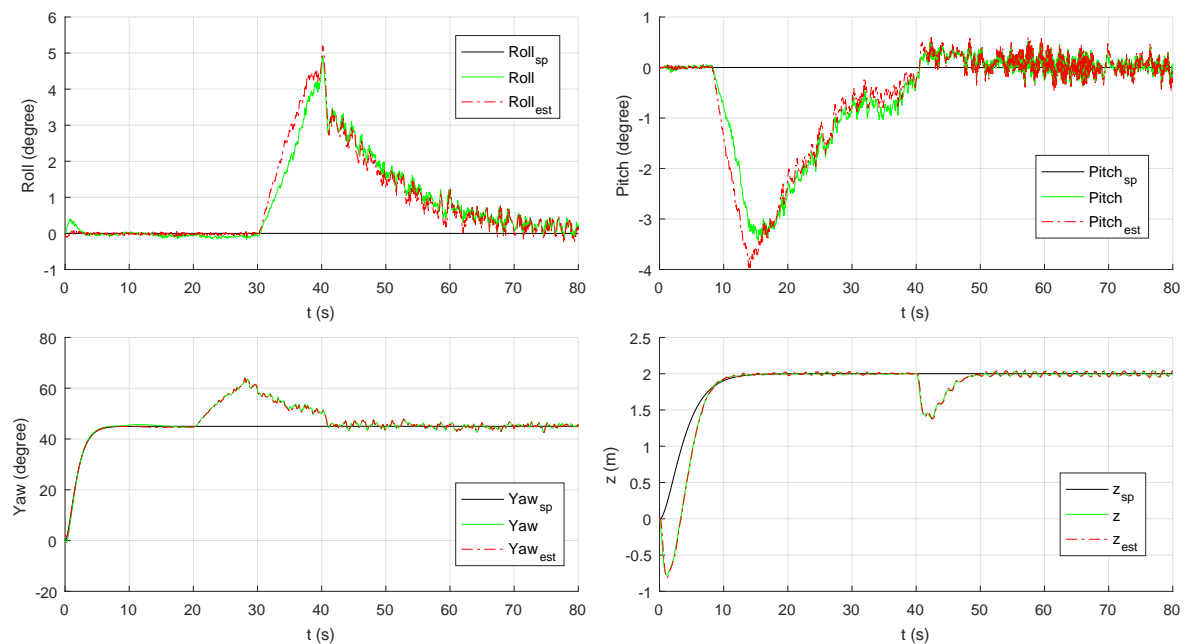 6
5
4
3
2
1
0
-1
Roll (degree)
Roll_sp
Roll
Roll_est
0 10 20 30 40 50 60 70 80
t (s)
1
0
-1
-2
-3
-4
Pitch (degree)
Pitch_sp
Pitch
Pitch_est
0 10 20 30 40 50 60 70 80
t (s)
80
60
40
20
0
-20
Yaw (degree)
Yaw_sp
Yaw
Yaw_est
0 10 20 30 40 50 60 70 80
t (s)
2.5
2
1.5
1
0.5
0
-0.5
-1
z (m)
z_sp
z
z_est
0 10 20 30 40 50 60 70 80
t (s)